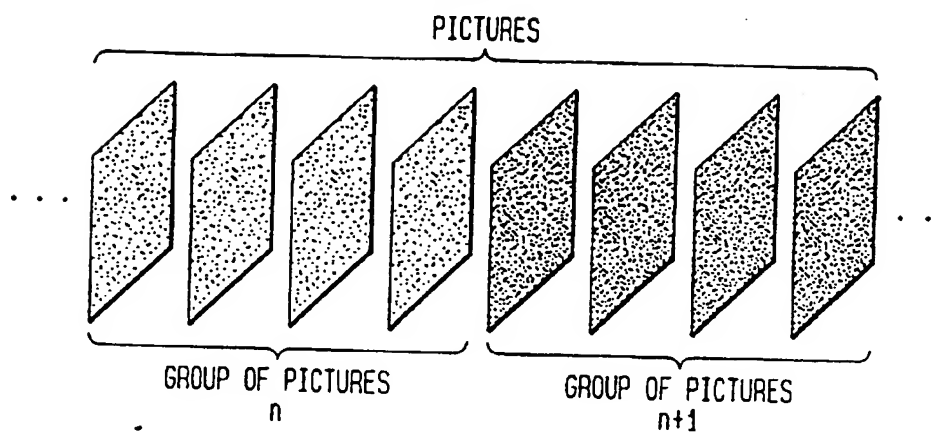 PICTURES
GROUP OF PICTURES
n
GROUP OF PICTURES
n+1